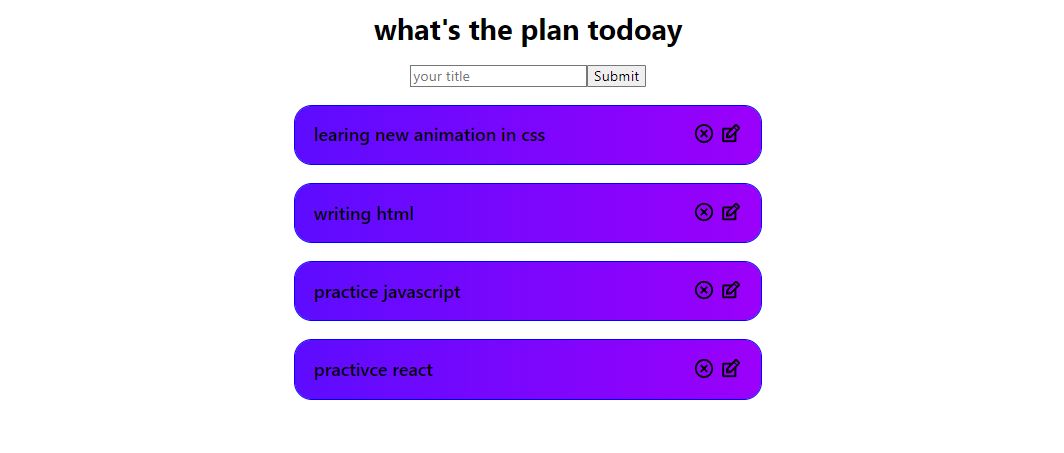 what's the plan todoay
your title Submit
learing new animation in css
writing html
practice javascript
practivce react